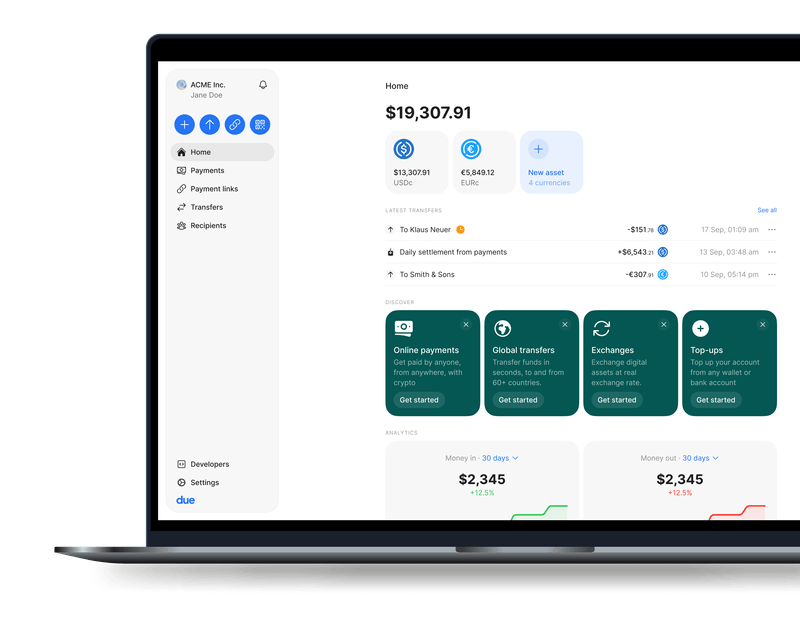 ACME Inc.
Jane Doe
Home
Payments
Payment links
Transfers
Recipients
Developers
Settings
due
Home
$19,307.91
$13,307.91
USDc
€5,849.12
EURc
New asset
4 currencies
LATEST TRANSFERS
See all
To Klaus Neuer
-$151.78
17 Sep, 01:09 am
Daily settlement from payments
+$6,543.21
13 Sep, 03:48 am
To Smith & Sons
-€307.91
10 Sep, 05:14 pm
DISCOVER
Online payments
Get paid by anyone,
from anywhere, with
crypto
Get started
Global transfers
Transfer funds in
seconds, to and from
60+ countries.
Get started
Exchanges
Exchange digital
assets at real
exchange rate.
Get started
Top-ups
Top up your account
from any wallet or
bank account
Get started
ANALYTICS
Money in · 30 days
$2,345
+12.5%
Money out · 30 days
$2,345
+12.5%